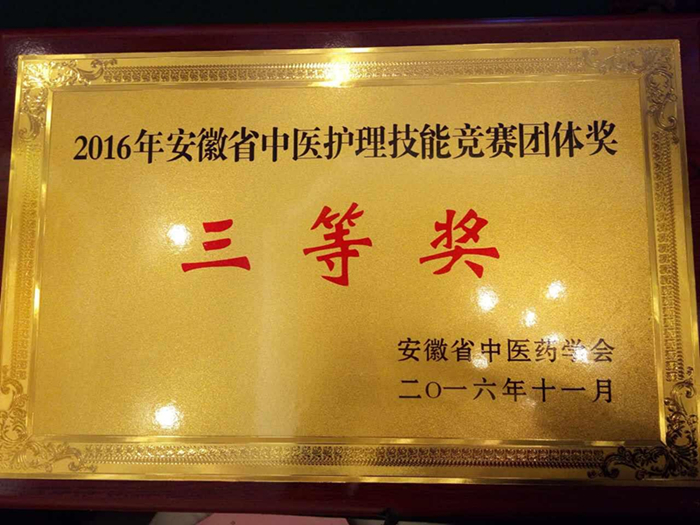 2016年安徽省中医护理技能竞赛团体奖
三等奖
安徽省中医药学会
二〇一六年十一月